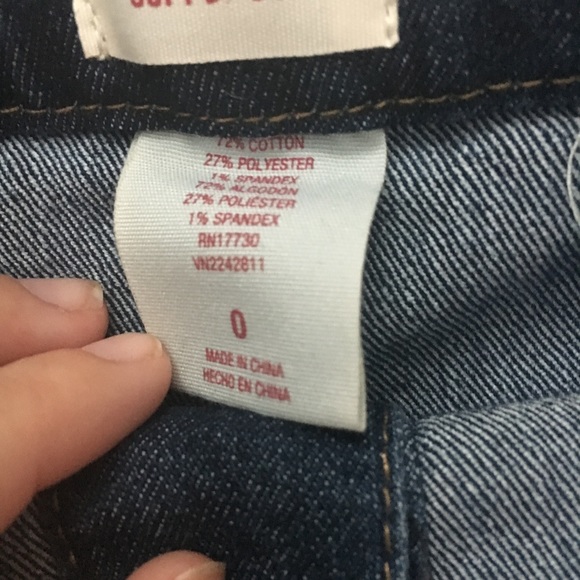 72% COTTON
27% POLYESTER
1% SPANDEX
72% ALGODON
27% POLIÉSTER
1% SPANDEX
RN17730
VN2242811
0
MADE IN CHINA
HECHO EN CHINA